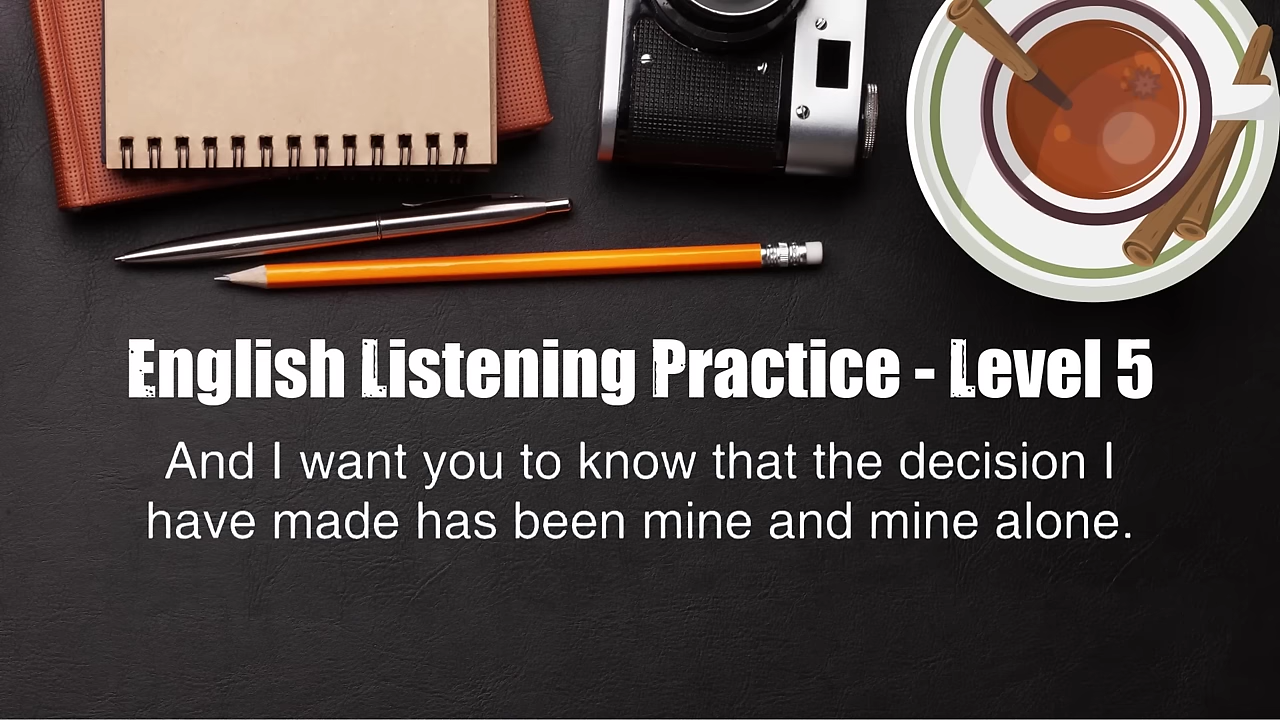 English Listening Practice - Level 5
And I want you to know that the decision I
have made has been mine and mine alone.